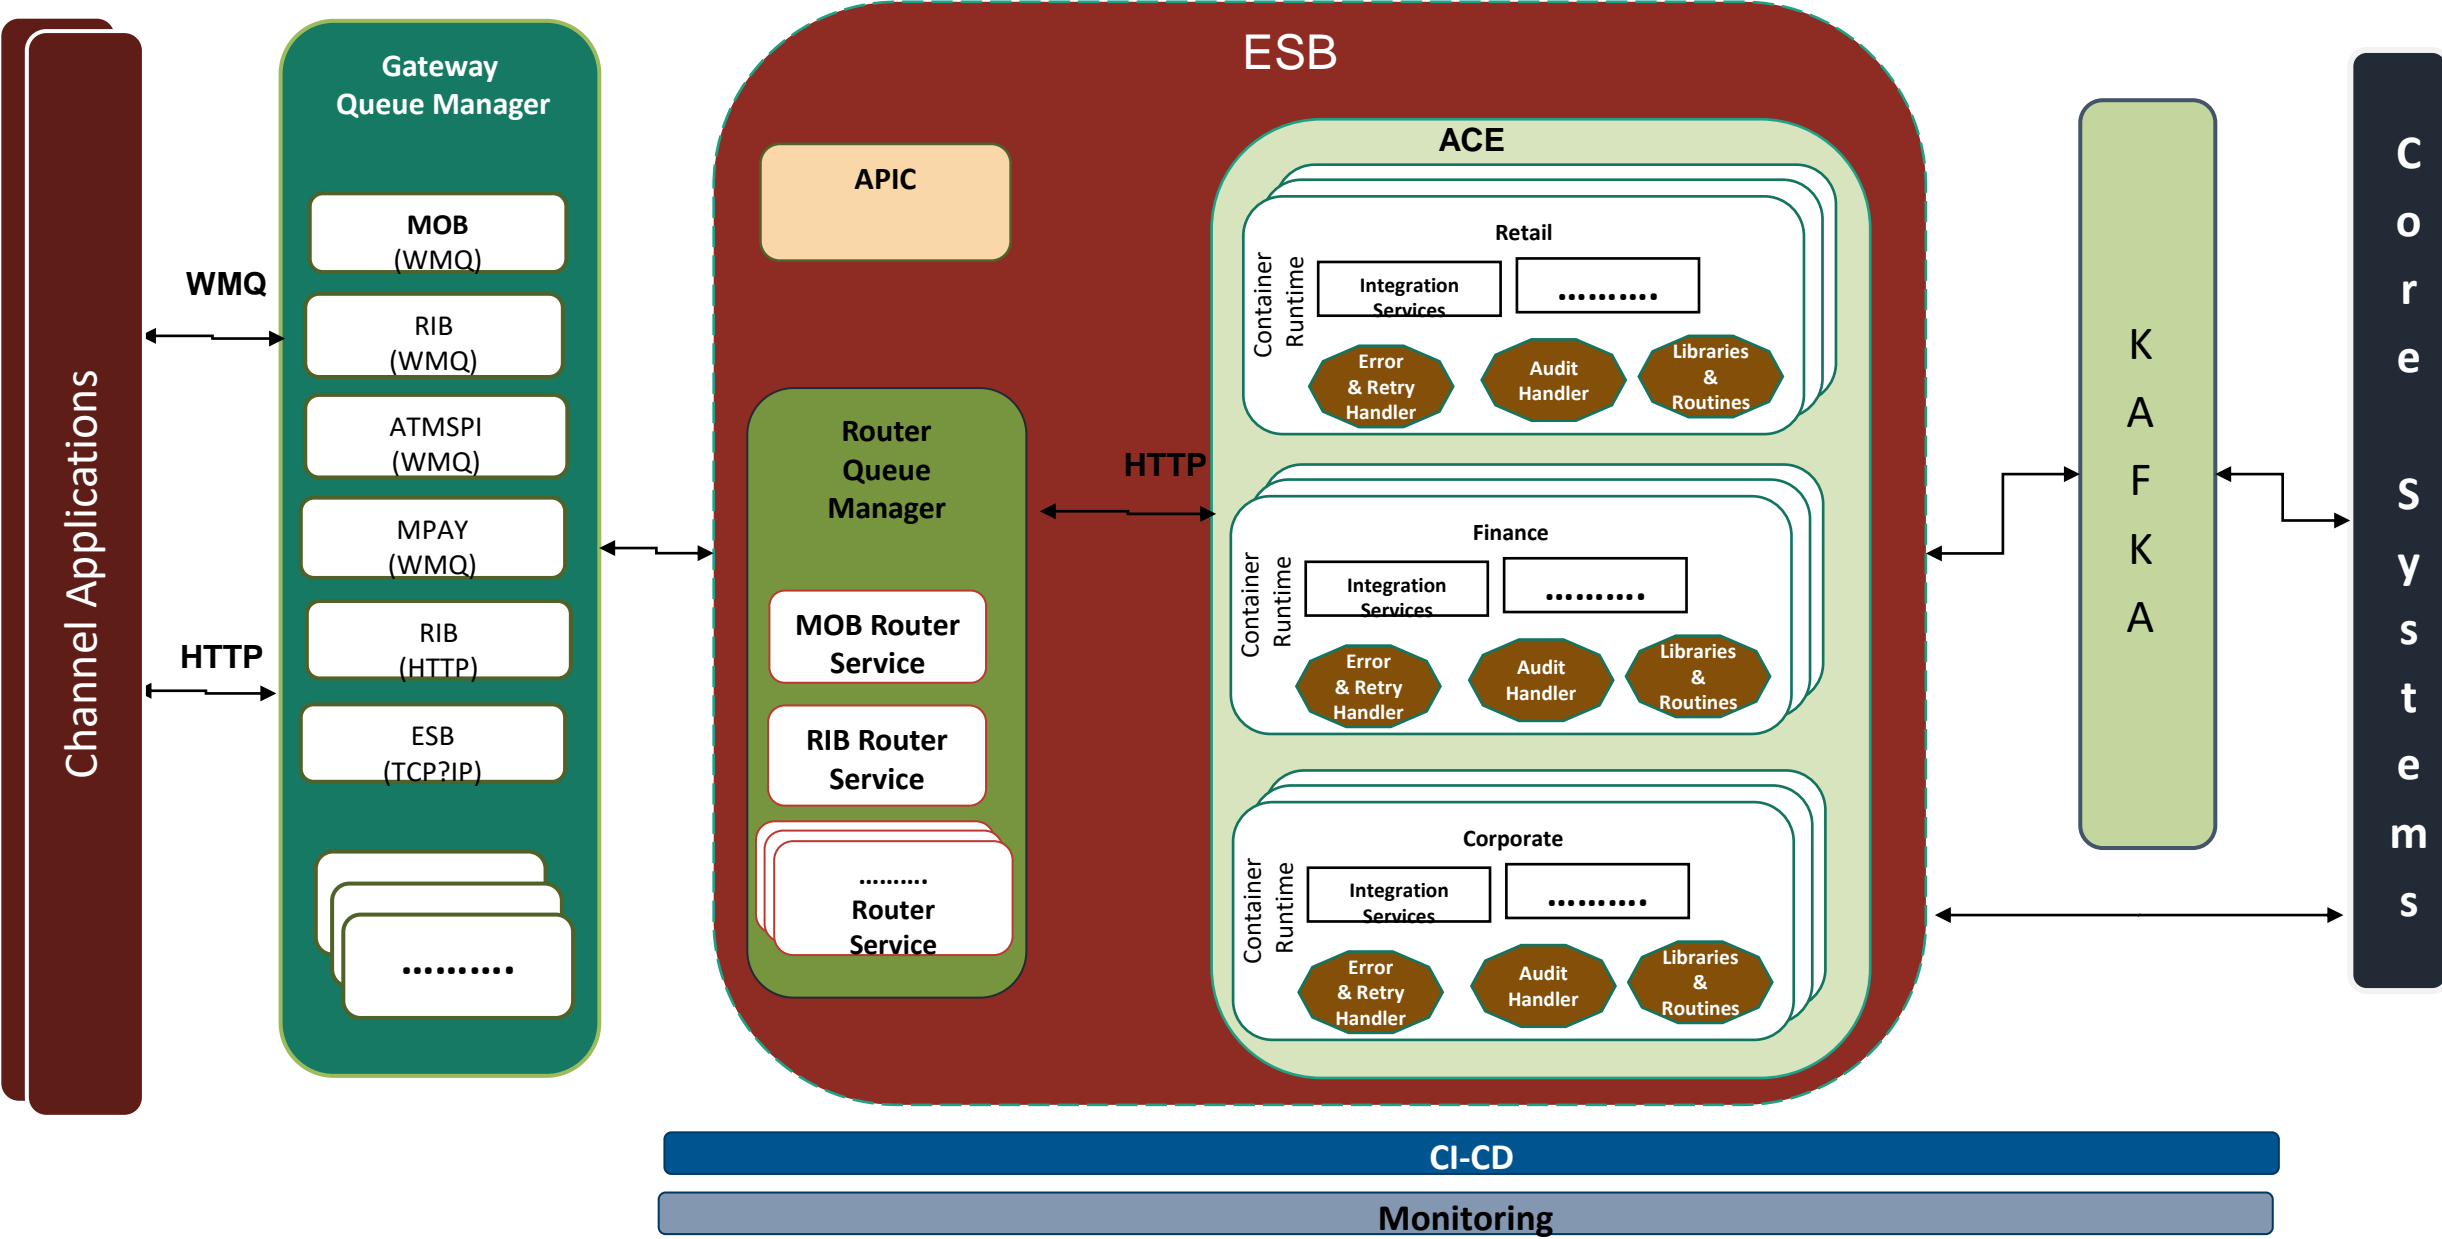 Channel Applications
WMQ
HTTP
Gateway
Queue Manager
MOB
(WMQ)
RIB
(WMQ)
ATMSPI
(WMQ)
MPAY
(WMQ)
RIB
(HTTP)
ESB
(TCP?IP)
..........
ESB
APIC
Router
Queue
Manager
MOB Router
Service
RIB Router
Service
..........
Router
Service
HTTP
ACE
Retail
Container
Runtime
Integration
Services
..........
Error
& Retry
Handler
Audit
Handler
Libraries
&
Routines
Finance
Container
Runtime
Integration
Services
..........
Error
& Retry
Handler
Audit
Handler
Libraries
&
Routines
Corporate
Container
Runtime
Integration
Services
..........
Error
& Retry
Handler
Audit
Handler
Libraries
&
Routines
K
A
F
K
A
C
o
r
e
S
y
s
t
e
m
s
CI-CD
Monitoring